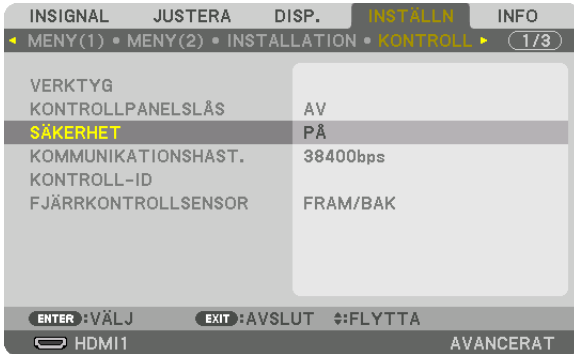 INSIGNAL JUSTERA DISP. INSTÄLLN INFO
MENY(1) • MENY(2) • INSTALLATION • KONTROLL 1/3
VERKTYG
KONTROLLPANELSLÅS AV
SÄKERHET PÅ
KOMMUNIKATIONSHAST. 38400bps
KONTROLL-ID
FJÄRRKONTROLLSENSOR FRAM/BAK
ENTER :VÄLJ EXIT :AVSLUT :FLYTTA
HDMI1 AVANCERAT